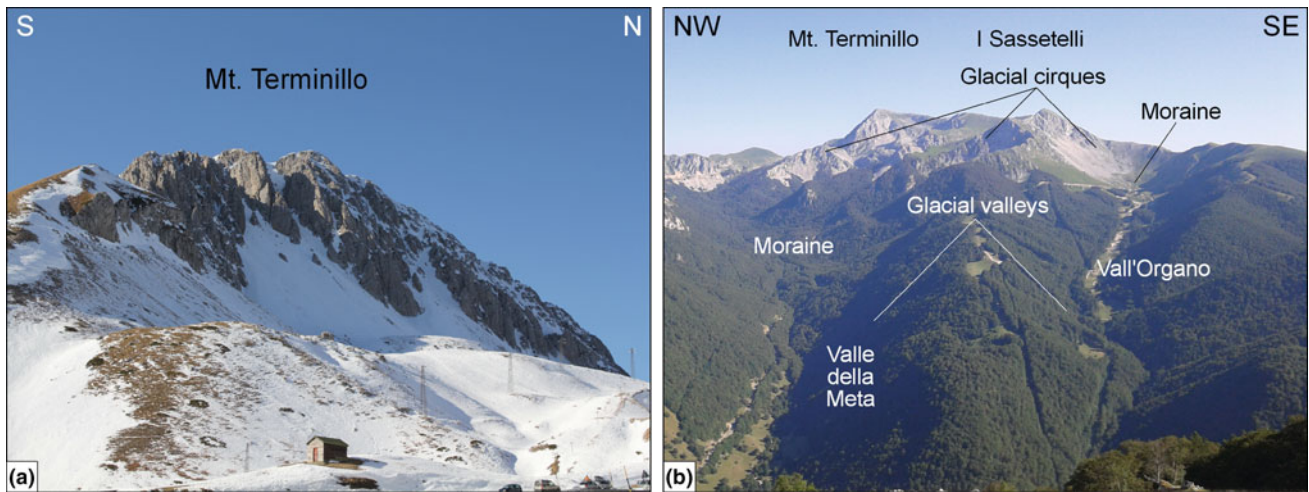 S
N
Mt. Terminillo
(a)
NW
SE
Mt. Terminillo
I Sassetelli
Glacial cirques
Moraine
Glacial valleys
Moraine
Vall'Organo
Valle
della
Meta
(b)